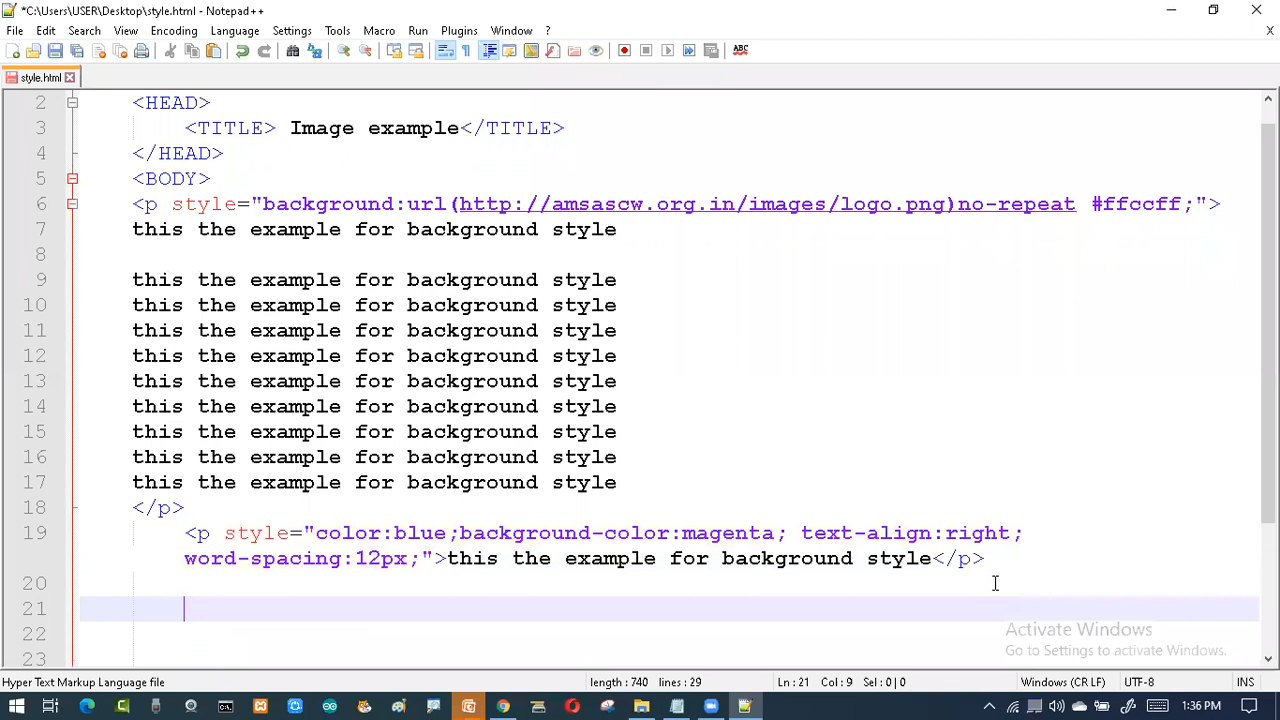 *C:\Users\USER\Desktop\style.html - Notepad++
File Edit Search View Encoding Language Settings Tools Macro Run Plugins Window ?
X
ABC
style.html
2 <HEAD>
3 <TITLE> Image example</TITLE>
4 </HEAD>
5 <BODY>
6 <p style="background:url(http://amsascw.org.in/images/logo.png)no-repeat #ffccff;">
7 this the example for background style
8
9 this the example for background style
10 this the example for background style
11 this the example for background style
12 this the example for background style
13 this the example for background style
14 this the example for background style
15 this the example for background style
16 this the example for background style
17 this the example for background style
18 </p>
19 <p style="color:blue;background-color:magenta; text-align:right;
word-spacing:12px;">this the example for background style</p>
20
21
22
23
Activate Windows
Go to Settings to activate Windows.
Hyper Text Markup Language file length : 740 lines : 29 Ln : 21 Col : 9 Sel : 0 | 0 Windows (CR LF) UTF-8 INS
1:36 PM